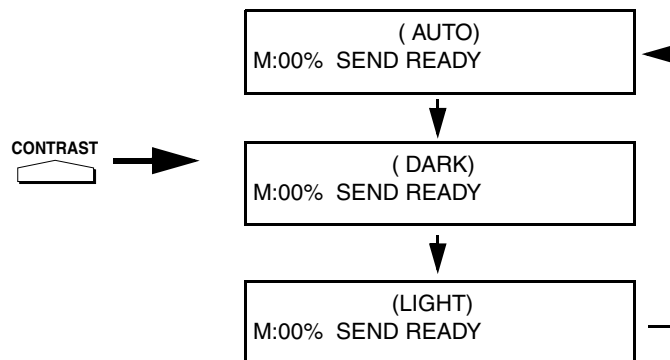 ( AUTO)
M:00%  SEND READY
CONTRAST
( DARK)
M:00%  SEND READY
(LIGHT)
M:00%  SEND READY